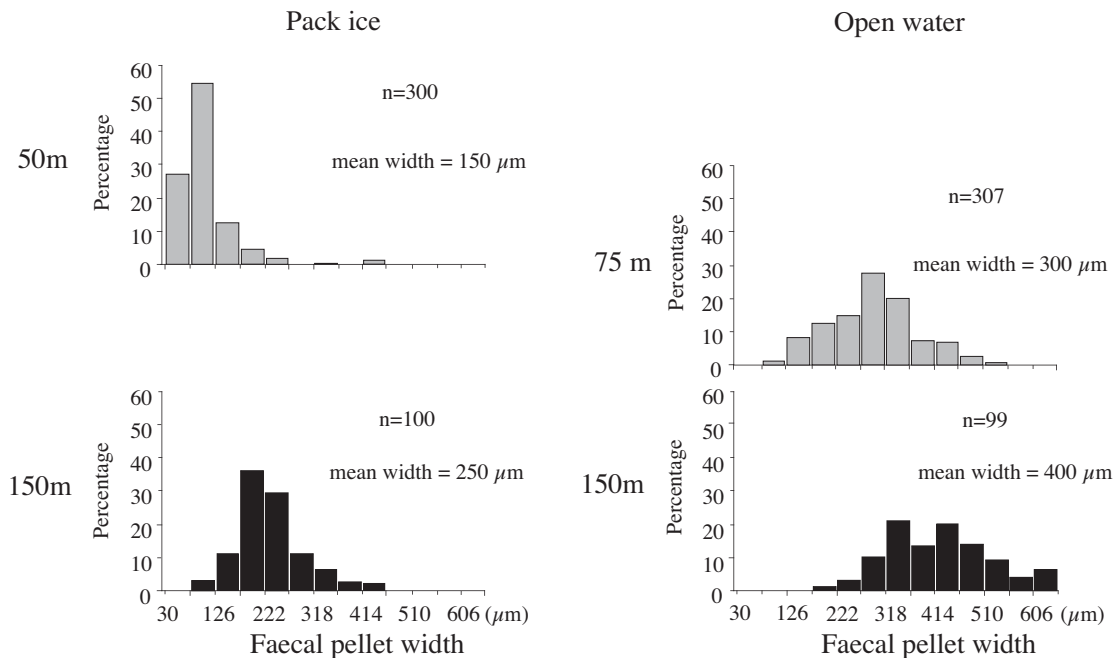 Pack ice
Open water
50m
Percentage
60
50
40
30
20
10
0
n=300
mean width = 150 µm
75 m
Percentage
60
50
40
30
20
10
0
n=307
mean width = 300 µm
150m
Percentage
60
50
40
30
20
10
0
n=100
mean width = 250 µm
30 126 222 318 414 510 606 (µm)
Faecal pellet width
150m
Percentage
60
50
40
30
20
10
0
n=99
mean width = 400 µm
30 126 222 318 414 510 606 (µm)
Faecal pellet width